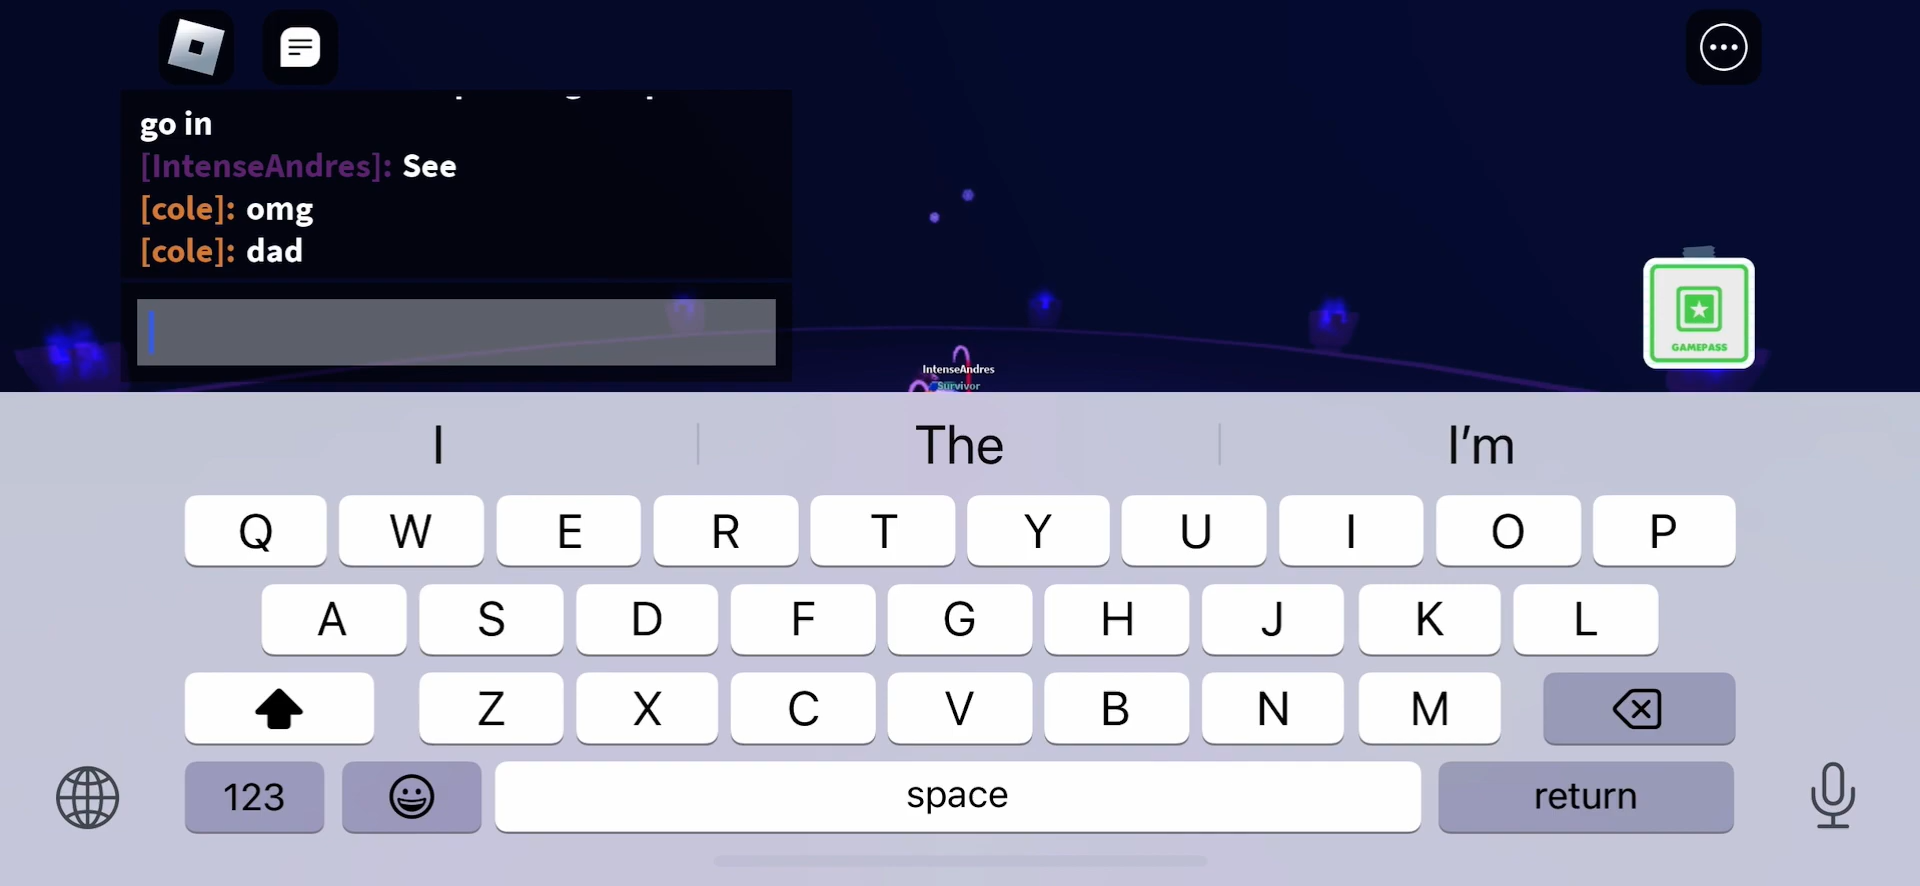 go in
[IntenseAndres]: See
[cole]: omg
[cole]: dad
GAMEPASS
IntenseAndres
Survivor
I The I’m
Q W E R T Y U I O P
A S D F G H J K L
Z X C V B N M
123 space return